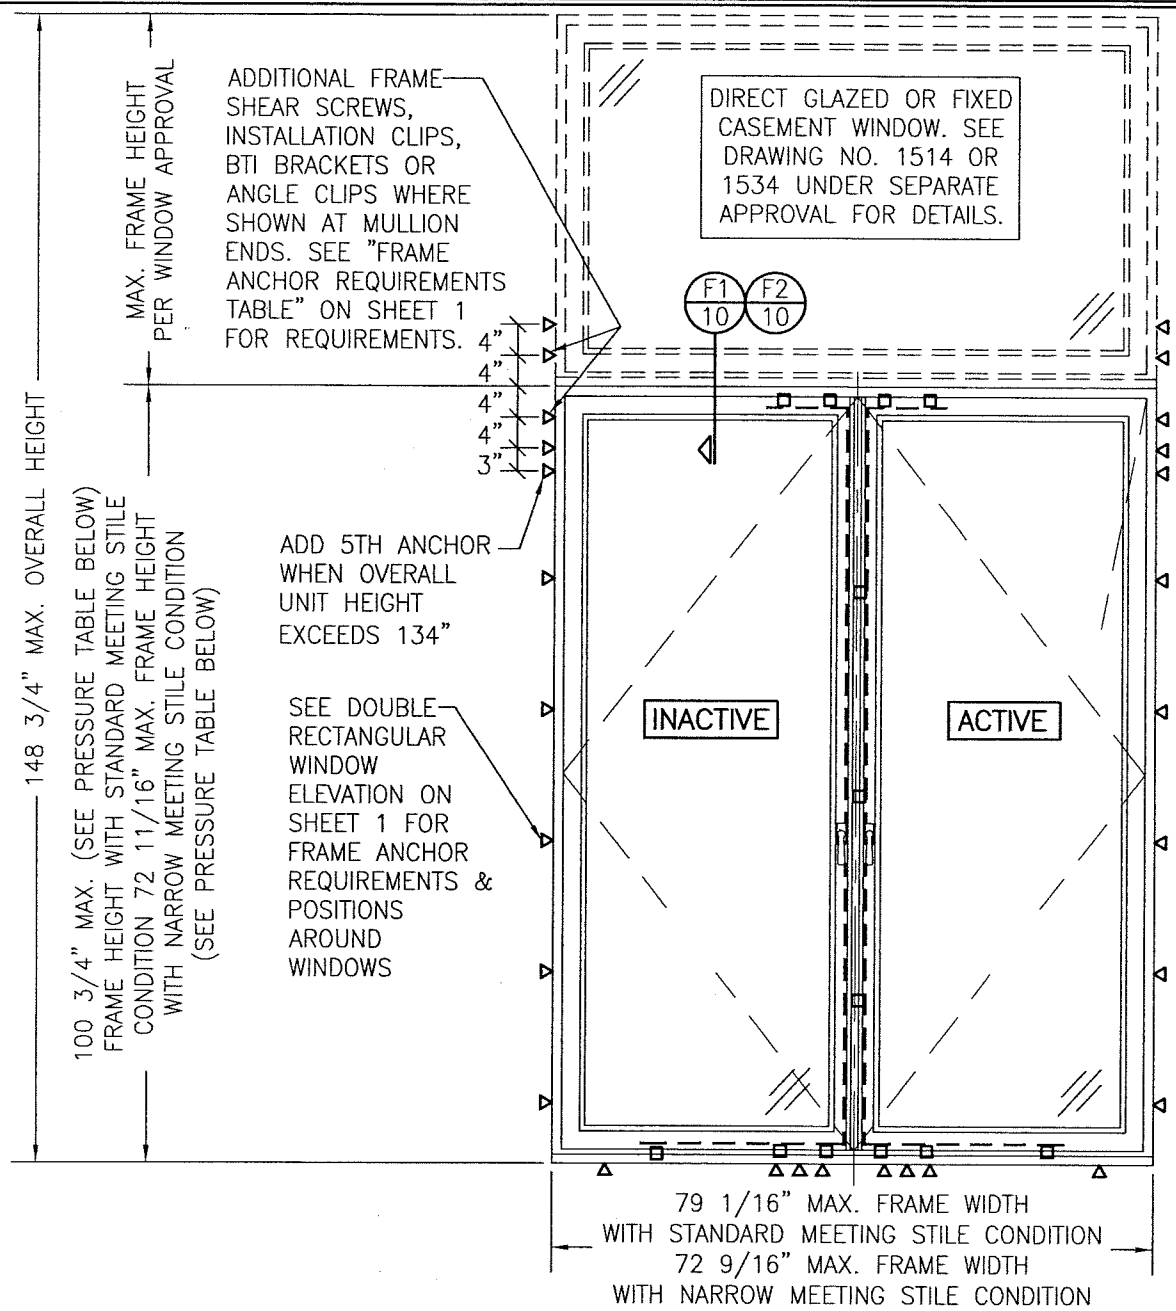 148 3/4" MAX. OVERALL HEIGHT
MAX. FRAME HEIGHT
PER WINDOW APPROVAL
ADDITIONAL FRAME
SHEAR SCREWS,
INSTALLATION CLIPS,
BTI BRACKETS OR
ANGLE CLIPS WHERE
SHOWN AT MULLION
ENDS. SEE "FRAME
ANCHOR REQUIREMENTS
TABLE" ON SHEET 1
FOR REQUIREMENTS.
DIRECT GLAZED OR FIXED
CASEMENT WINDOW. SEE
DRAWING NO. 1514 OR
1534 UNDER SEPARATE
APPROVAL FOR DETAILS.
F1
10
F2
10
4"
4"
4"
4"
3"
100 3/4" MAX. (SEE PRESSURE TABLE BELOW)
FRAME HEIGHT WITH STANDARD MEETING STILE
CONDITION 72 11/16" MAX. FRAME HEIGHT
WITH NARROW MEETING STILE CONDITION
(SEE PRESSURE TABLE BELOW)
ADD 5TH ANCHOR
WHEN OVERALL
UNIT HEIGHT
EXCEEDS 134"
SEE DOUBLE
RECTANGULAR
WINDOW
ELEVATION ON
SHEET 1 FOR
FRAME ANCHOR
REQUIREMENTS &
POSITIONS
AROUND
WINDOWS
INACTIVE
ACTIVE
79 1/16" MAX. FRAME WIDTH
WITH STANDARD MEETING STILE CONDITION
72 9/16" MAX. FRAME WIDTH
WITH NARROW MEETING STILE CONDITION